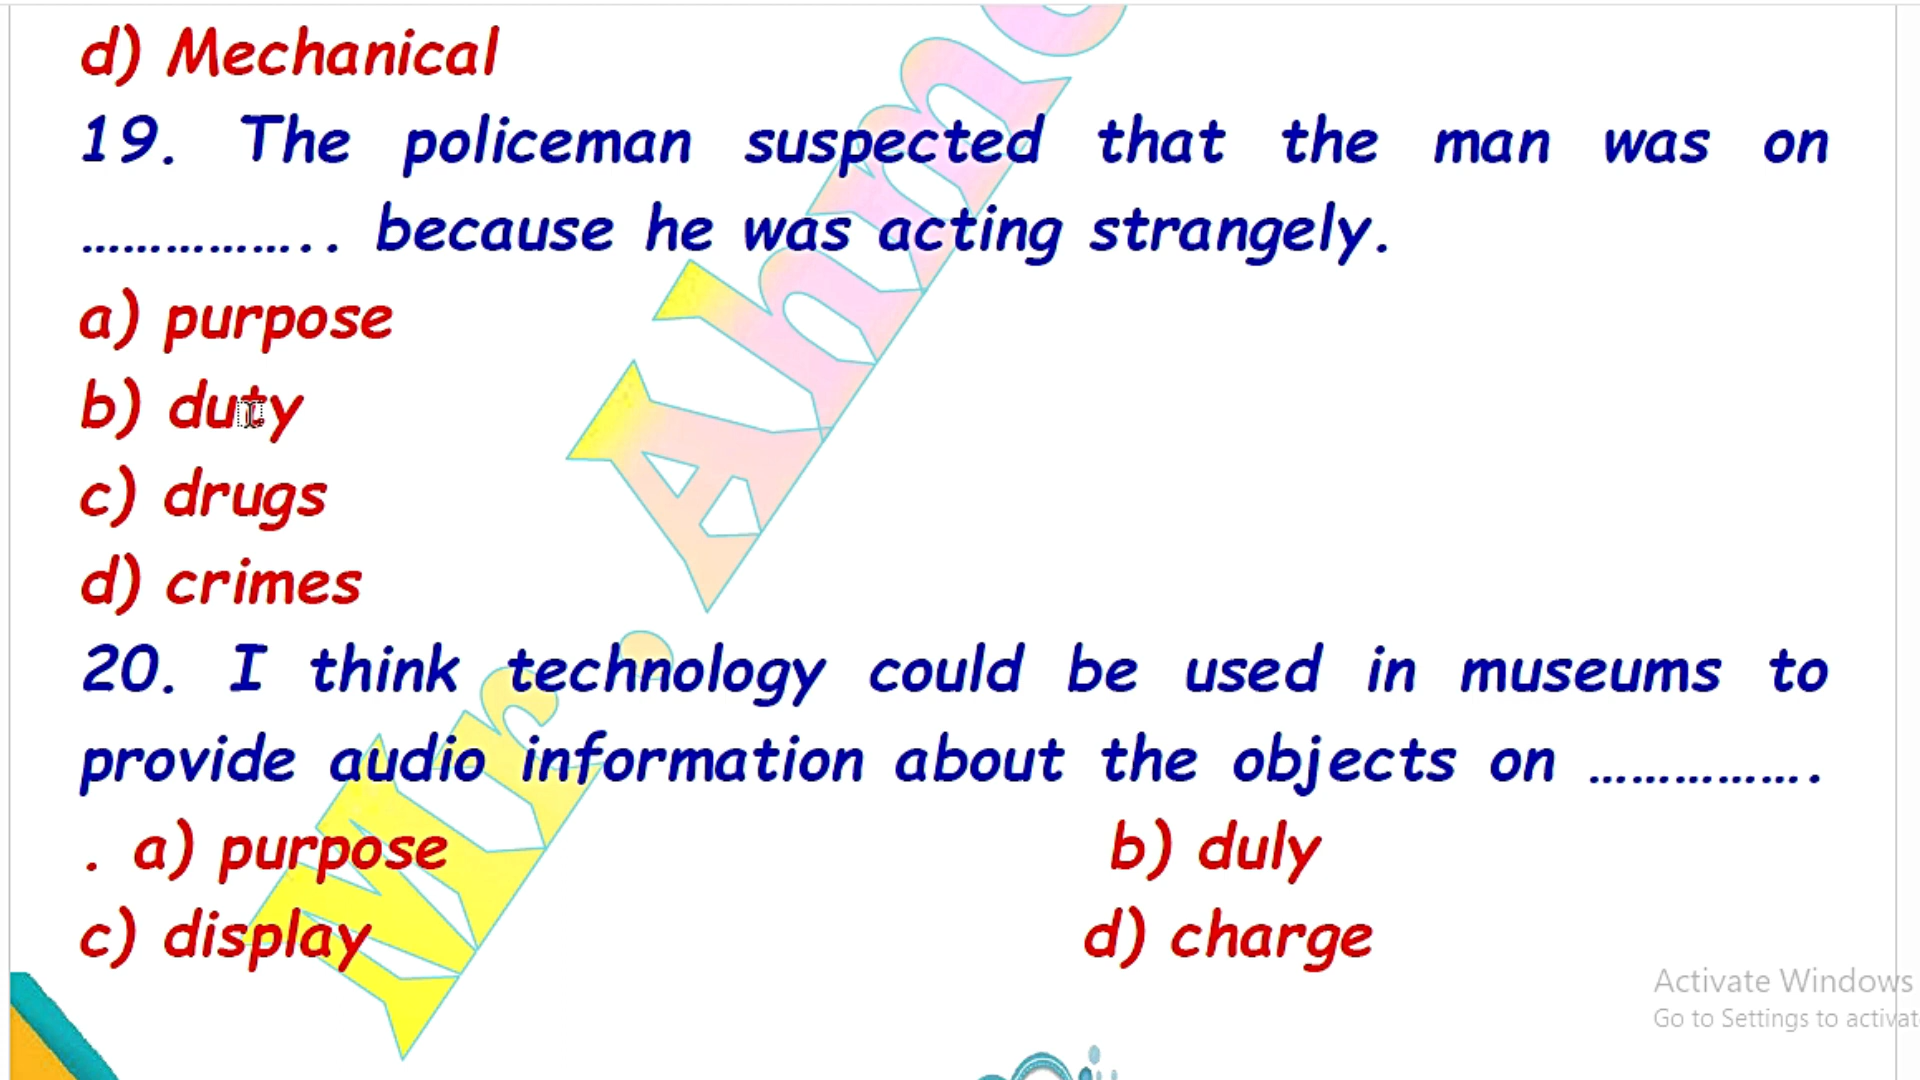 d) Mechanical
19. The policeman suspected that the man was on
…………….. because he was acting strangely.
a) purpose
b) duty
c) drugs
d) crimes
20. I think technology could be used in museums to
provide audio information about the objects on …………….
. a) purpose b) duly
c) display d) charge
Mr. Ahm
Activate Windows
Go to Settings to activat